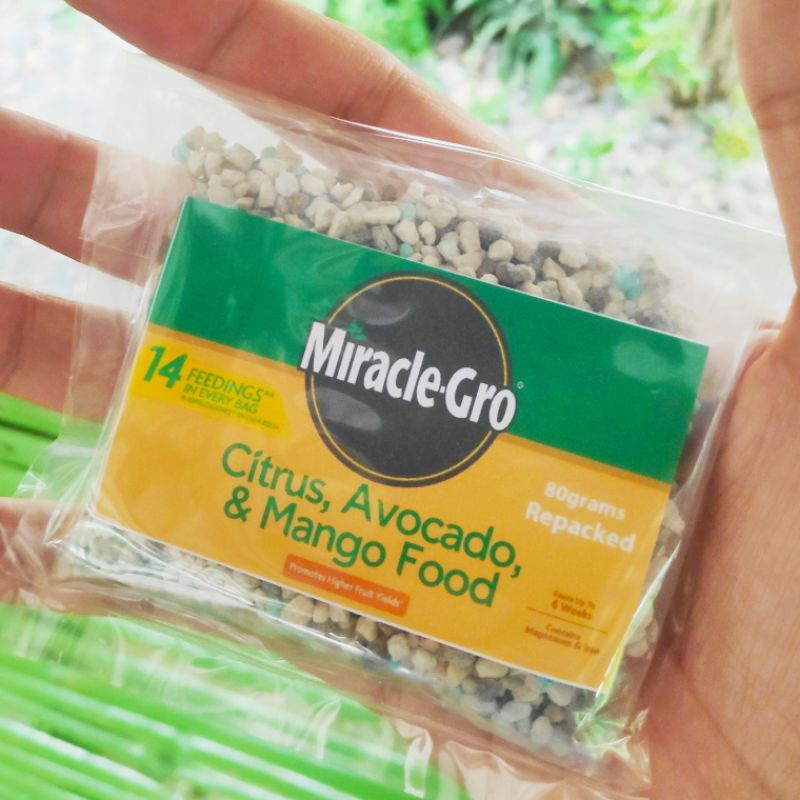 Miracle-Gro
14 FEEDINGS**
IN EVERY BAG
Citrus, Avocado,
& Mango Food
80grams
Repacked
Promotes Higher Fruit Yields*
Feeds Up To
6 Weeks
Contains
Magnesium & Iron